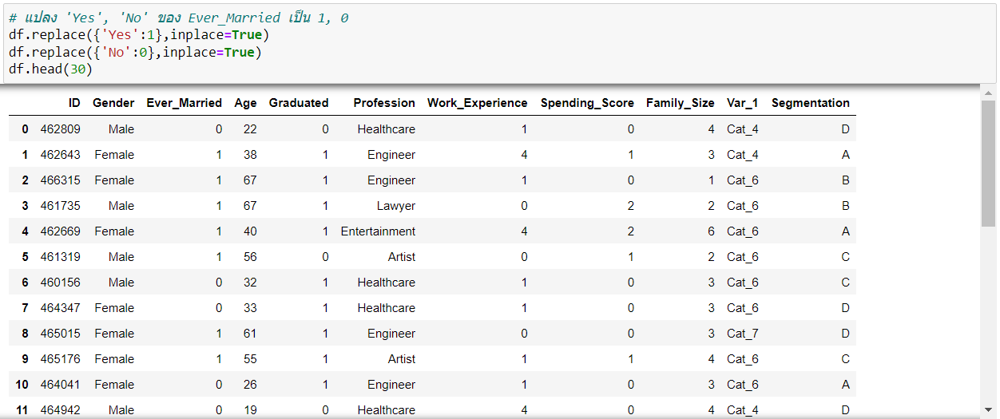 # แปลง 'Yes', 'No' ของ Ever_Married เป็น 1, 0
df.replace({'Yes':1},inplace=True)
df.replace({'No':0},inplace=True)
df.head(30)
ID Gender Ever_Married Age Graduated Profession Work_Experience Spending_Score Family_Size Var_1 Segmentation
0 462809 Male 0 22 0 Healthcare 1 0 4 Cat_4 D
1 462643 Female 1 38 1 Engineer 4 1 3 Cat_4 A
2 466315 Female 1 67 1 Engineer 1 0 1 Cat_6 B
3 461735 Male 1 67 1 Lawyer 0 2 2 Cat_6 B
4 462669 Female 1 40 1 Entertainment 4 2 6 Cat_6 A
5 461319 Male 1 56 0 Artist 0 1 2 Cat_6 C
6 460156 Male 0 32 1 Healthcare 1 0 3 Cat_6 C
7 464347 Female 0 33 1 Healthcare 1 0 3 Cat_6 D
8 465015 Female 1 61 1 Engineer 0 0 3 Cat_7 D
9 465176 Female 1 55 1 Artist 1 1 4 Cat_6 C
10 464041 Female 0 26 1 Engineer 1 0 3 Cat_6 A
11 464942 Male 0 19 0 Healthcare 4 0 4 Cat_4 D